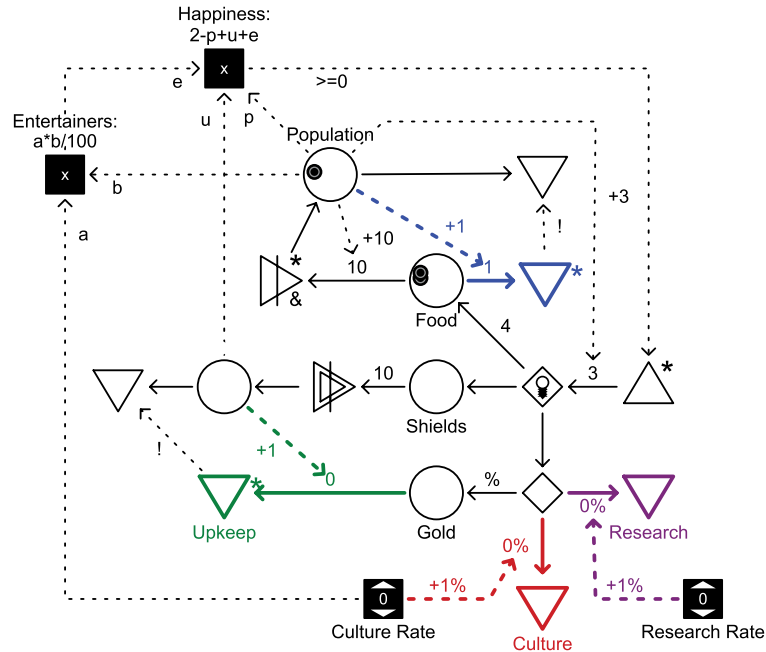 Happiness:
2-p+u+e
x
e
>=0
u
p
Entertainers:
a*b/100
Population
x
b
!
+3
a
+1
+10
*
10
1
*
&
Food
4
*
10
3
Shields
+1
!
0
%
*
0%
Upkeep
Gold
Research
0%
+1%
+1%
0
0
Culture Rate
Research Rate
Culture